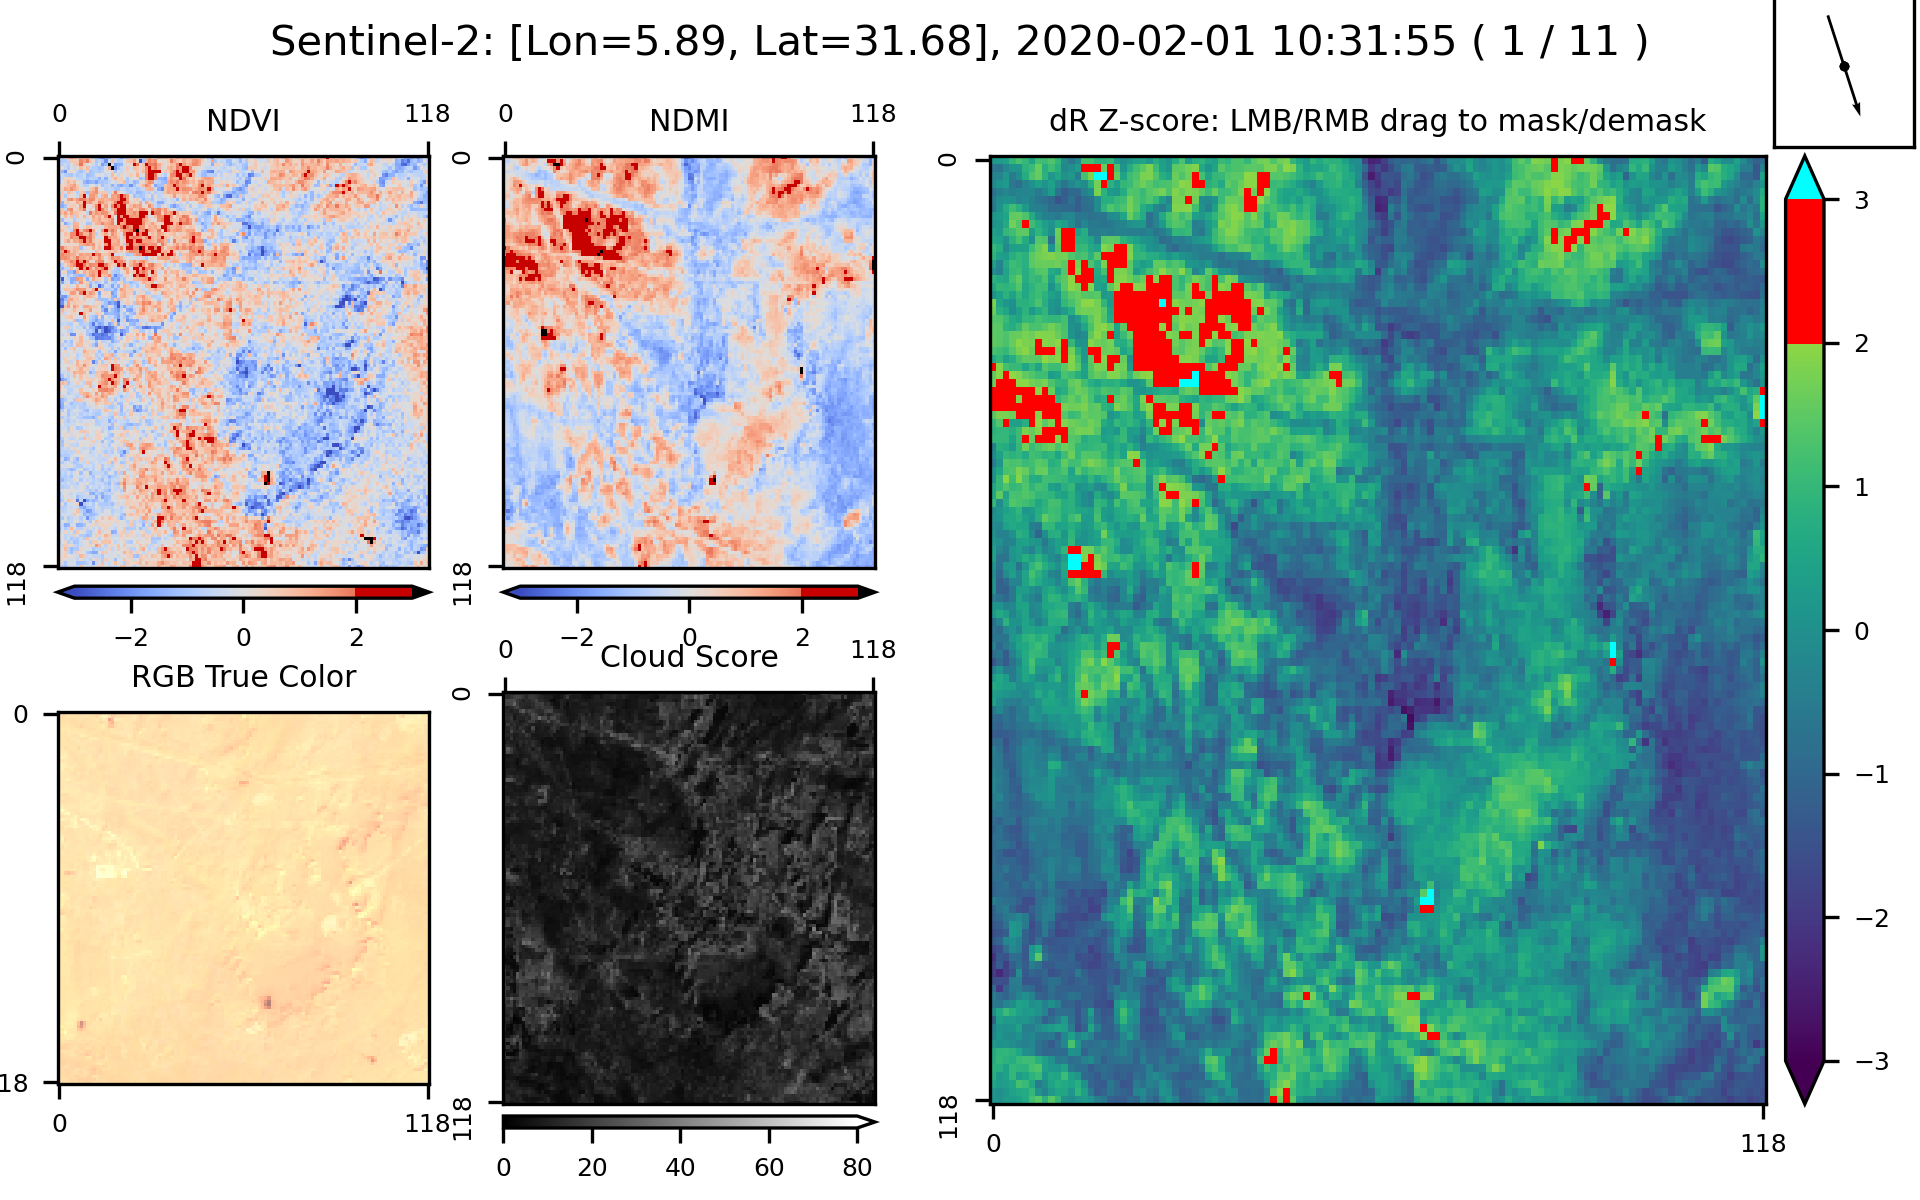 Sentinel-2: [Lon=5.89, Lat=31.68], 2020-02-01 10:31:55 ( 1 / 11 )
0 NDVI 118
0 NDMI 118
dR Z-score: LMB/RMB drag to mask/demask
0
0
0
3
2
1
0
−1
−2
−3
118
118
−2 0 2
−2 0 2
RGB True Color
0 Cloud Score 118
0
0
18
118
118
0 118
0 20 40 60 80
0 118